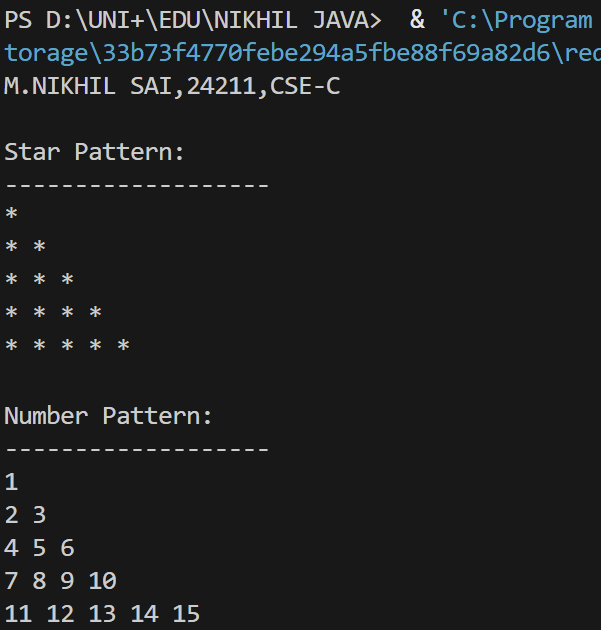 PS D:\UNI+\EDU\NIKHIL JAVA>  & 'C:\Program
torage\33b73f4770febe294a5fbe88f69a82d6\red
M.NIKHIL SAI,24211,CSE-C

Star Pattern:
-------------------
*
* *
* * *
* * * *
* * * * *

Number Pattern:
-------------------
1
2 3
4 5 6
7 8 9 10
11 12 13 14 15